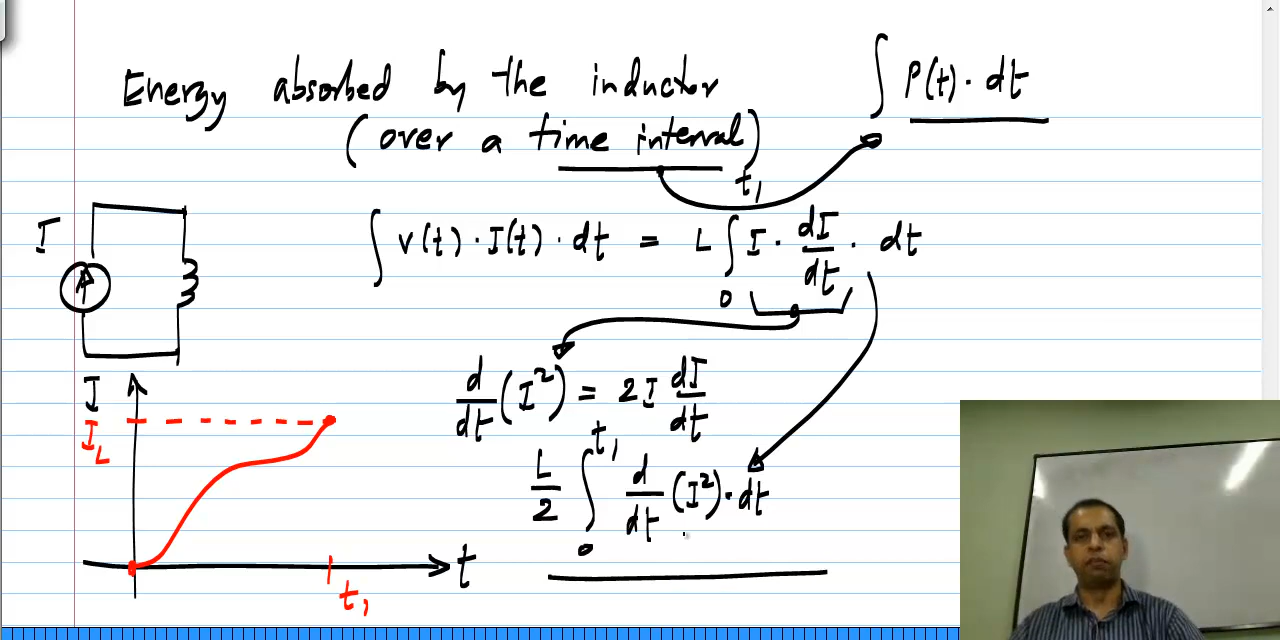 Energy absorbed by the inductor
(over a time interval)
∫ P(t) · dt
I
∫ V(t) · I(t) · dt = L ∫₀^t₁ I · dI/dt · dt
d/dt (I²) = 2I dI/dt
L/2 ∫₀^t₁ d/dt (I²) · dt
I
I_L
t
t₁